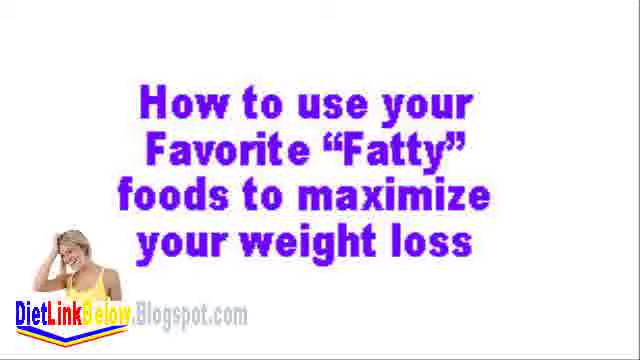 How to use your
Favorite “Fatty”
foods to maximize
your weight loss
DietLinkBelow.Blogspot.com